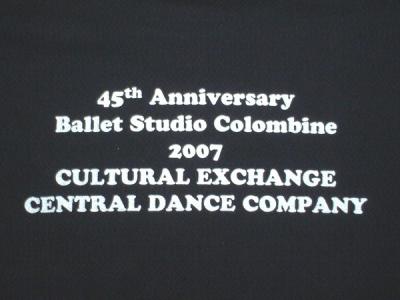 45th Anniversary
Ballet Studio Colombine
2007
CULTURAL EXCHANGE
CENTRAL DANCE COMPANY